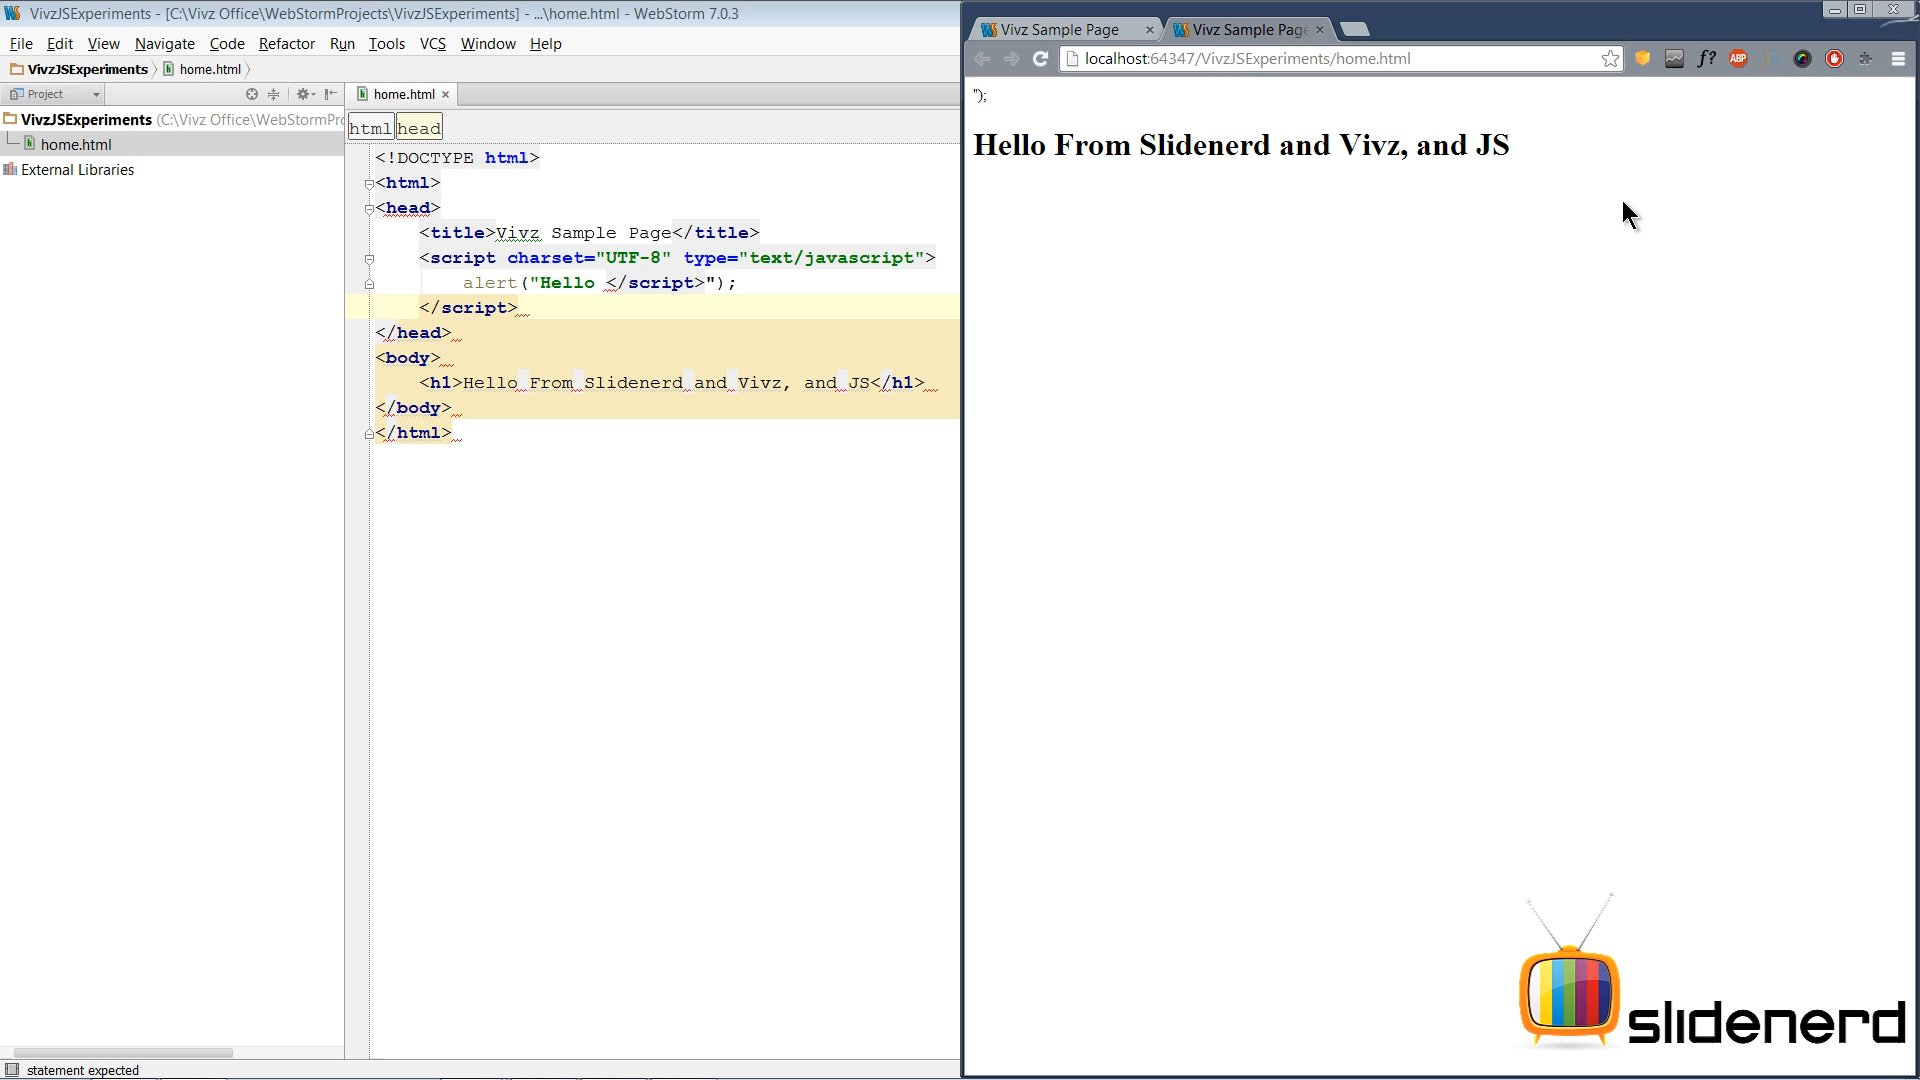 VivzJSExperiments - [C:\Vivz Office\WebStormProjects\VivzJSExperiments] - ...\home.html - WebStorm 7.0.3
File Edit View Navigate Code Refactor Run Tools VCS Window Help
VivzJSExperiments home.html
Project
home.html
VivzJSExperiments (C:\Vivz Office\WebStormPro
home.html
External Libraries
html head
<!DOCTYPE html>
<html>
<head>
<title>Vivz Sample Page</title>
<script charset="UTF-8" type="text/javascript">
alert("Hello </script>");
</script>
</head>
<body>
<h1>Hello From Slidenerd and Vivz, and JS</h1>
</body>
</html>
statement expected
Vivz Sample Page
Vivz Sample Page
localhost:64347/VivzJSExperiments/home.html
f?
ABP
");
Hello From Slidenerd and Vivz, and JS
slidenerd